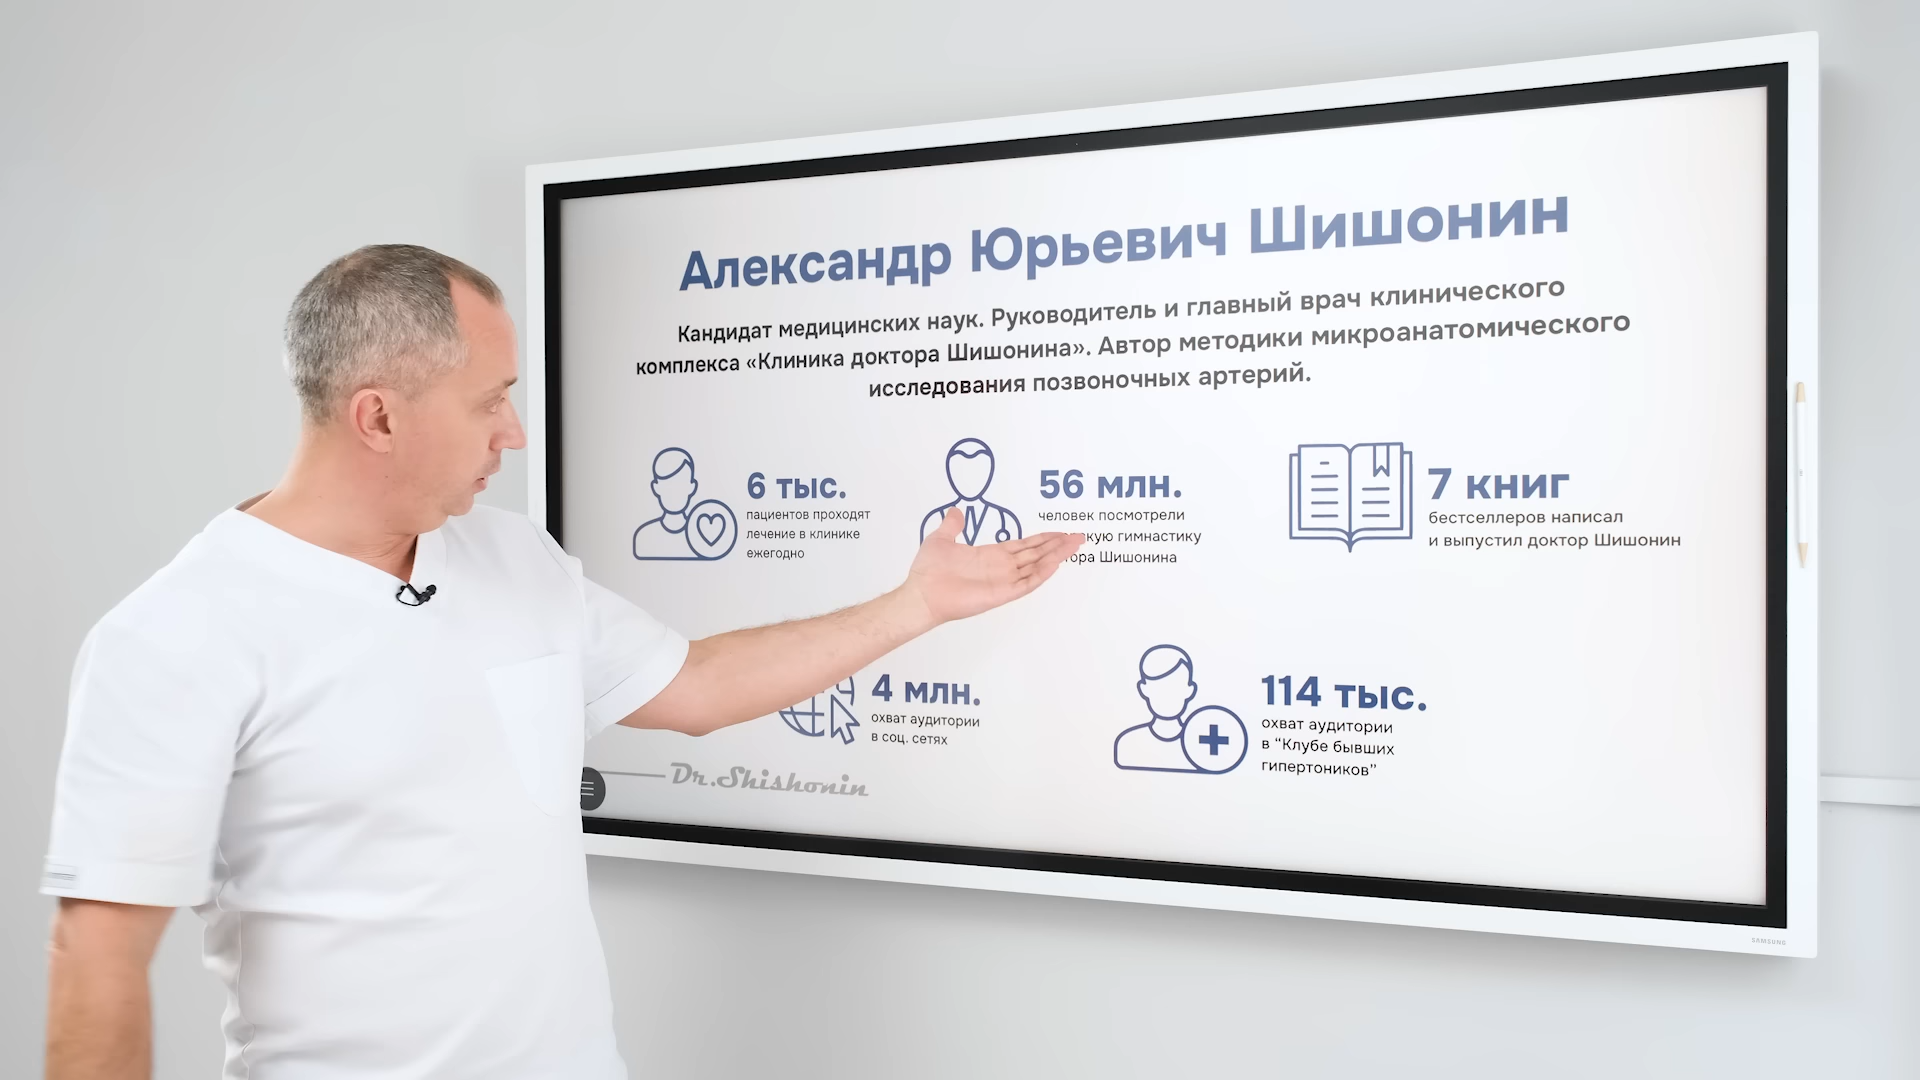 Александр Юрьевич Шишонин
Кандидат медицинских наук. Руководитель и главный врач клинического
комплекса «Клиника доктора Шишонина». Автор методики микроанатомического
исследования позвоночных артерий.
6 тыс.
пациентов проходят
лечение в клинике
ежегодно
56 млн.
человек посмотрели
гимнастику
Шишонина
7 книг
бестселлеров написал
и выпустил доктор Шишонин
4 млн.
охват аудитории
в соц. сетях
114 тыс.
охват аудитории
в “Клубе бывших
гипертоников”
Dr.Shishonin
SAMSUNG